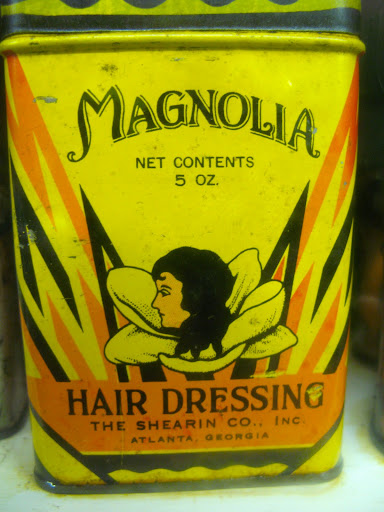 MAGNOLIA
NET CONTENTS
5 OZ.
HAIR DRESSING
THE SHEARIN CO., INC.
ATLANTA, GEORGIA